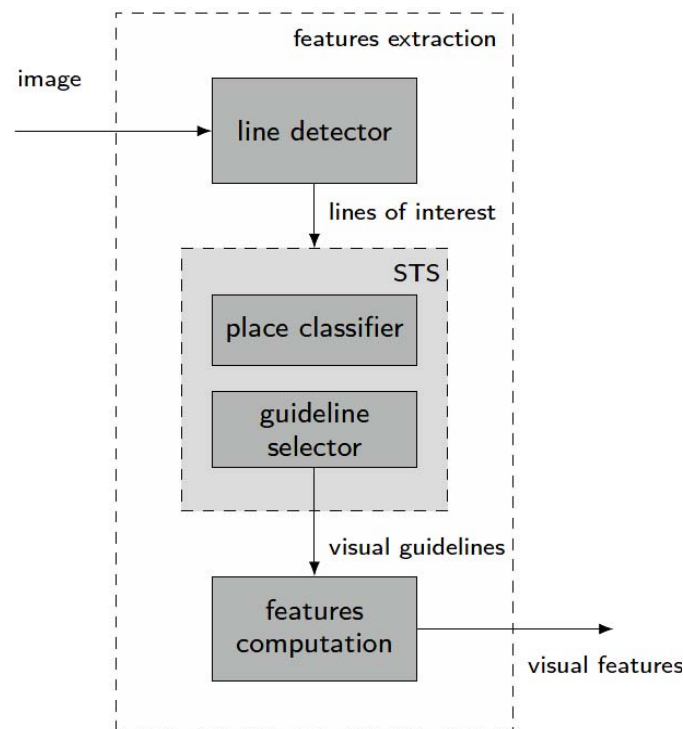 features extraction
image
line detector
lines of interest
STS
place classifier
guideline
selector
visual guidelines
features
computation
visual features